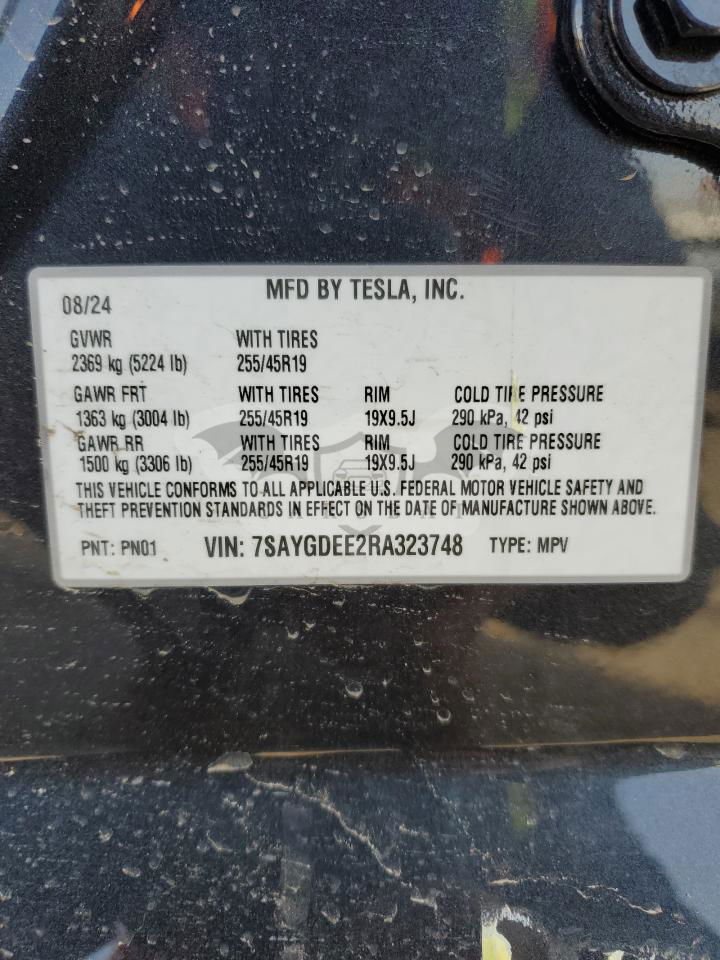 MFD BY TESLA, INC.
08/24
GVWR WITH TIRES
2369 kg (5224 lb) 255/45R19
GAWR FRT WITH TIRES RIM COLD TIRE PRESSURE
1363 kg (3004 lb) 255/45R19 19X9.5J 290 kPa, 42 psi
GAWR RR WITH TIRES RIM COLD TIRE PRESSURE
1500 kg (3306 lb) 255/45R19 19X9.5J 290 kPa, 42 psi
THIS VEHICLE CONFORMS TO ALL APPLICABLE U.S. FEDERAL MOTOR VEHICLE SAFETY AND
THEFT PREVENTION STANDARDS IN EFFECT ON THE DATE OF MANUFACTURE SHOWN ABOVE.
PNT: PN01 VIN: 7SAYGDEE2RA323748 TYPE: MPV